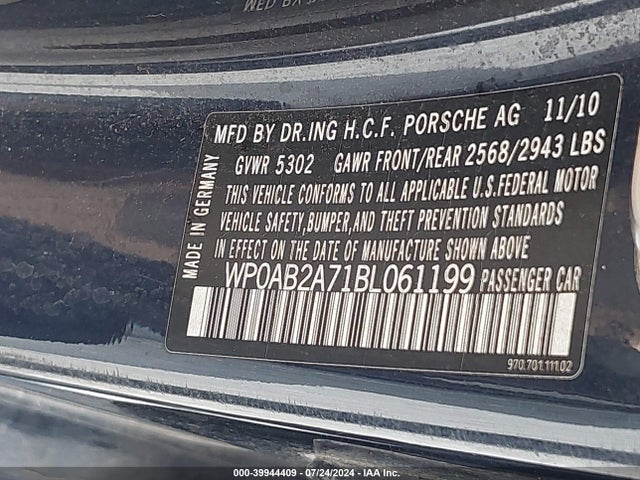 MFD BY DR.ING H.C.F. PORSCHE AG 11/10
GVWR 5302 GAWR FRONT/REAR 2568/2943 LBS
THIS VEHICLE CONFORMS TO ALL APPLICABLE U.S.FEDERAL MOTOR
VEHICLE SAFETY,BUMPER,AND THEFT PREVENTION STANDARDS
IN EFFECT ON THE DATE OF MANUFACTURE SHOWN ABOVE
WP0AB2A71BL061199 PASSENGER CAR
MADE IN GERMANY
970.701.111.02
000-39944409 - 07/24/2024 - IAA Inc.